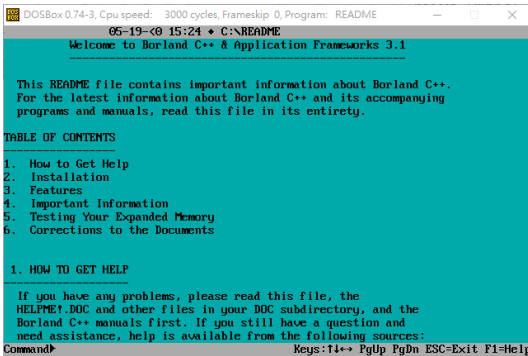 DOSBox 0.74-3, Cpu speed: 3000 cycles, Frameskip 0, Program: README
05-19-<0 15:24 ♦ C:\README
Welcome to Borland C++ & Application Frameworks 3.1
---------------------------------------------------
This README file contains important information about Borland C++.
For the latest information about Borland C++ and its accompanying
programs and manuals, read this file in its entirety.
TABLE OF CONTENTS
-----------------
1. How to Get Help
2. Installation
3. Features
4. Important Information
5. Testing Your Expanded Memory
6. Corrections to the Documents
1. HOW TO GET HELP
-------------------
If you have any problems, please read this file, the
HELPME!.DOC and other files in your DOC subdirectory, and the
Borland C++ manuals first. If you still have a question and
need assistance, help is available from the following sources:
Command► Keys:↑↓←→ PgUp PgDn ESC=Exit F1=Help